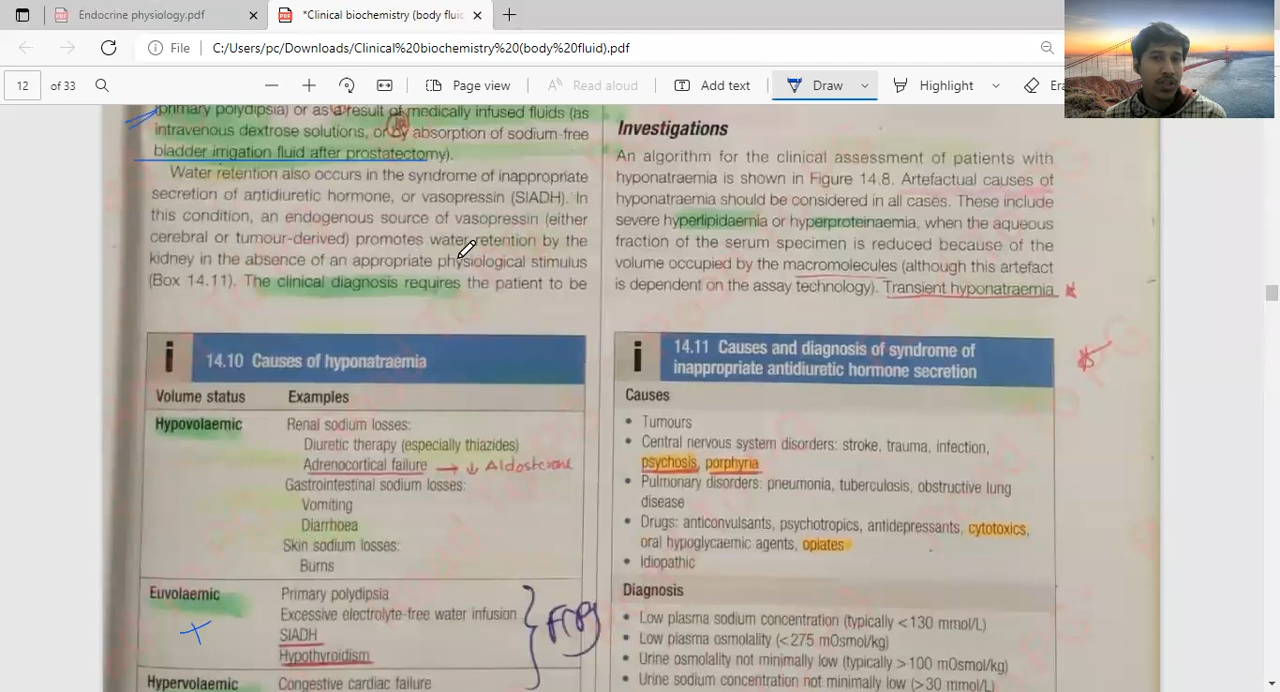 Endocrine physiology.pdf
*Clinical biochemistry (body fluid
File
C:/Users/pc/Downloads/Clinical%20biochemistry%20(body%20fluid).pdf
12
of 33
Page view
Read aloud
Add text
Draw
Highlight
Era
(primary polydipsia) or as a result of medically infused fluids (as
intravenous dextrose solutions, or by absorption of sodium-free
bladder irrigation fluid after prostatectomy).
Water retention also occurs in the syndrome of inappropriate
secretion of antidiuretic hormone, or vasopressin (SIADH). In
this condition, an endogenous source of vasopressin (either
cerebral or tumour-derived) promotes water retention by the
kidney in the absence of an appropriate physiological stimulus
(Box 14.11). The clinical diagnosis requires the patient to be
14.10 Causes of hyponatraemia
Volume status Examples
Hypovolaemic Renal sodium losses:
Diuretic therapy (especially thiazides)
Adrenocortical failure → ↓ Aldosterone
Gastrointestinal sodium losses:
Vomiting
Diarrhoea
Skin sodium losses:
Burns
Euvolaemic Primary polydipsia
Excessive electrolyte-free water infusion
SIADH
Hypothyroidism
Hypervolaemic Congestive cardiac failure
Investigations
An algorithm for the clinical assessment of patients with
hyponatraemia is shown in Figure 14.8. Artefactual causes of
hyponatraemia should be considered in all cases. These include
severe hyperlipidaemia or hyperproteinaemia, when the aqueous
fraction of the serum specimen is reduced because of the
volume occupied by the macromolecules (although this artefact
is dependent on the assay technology). Transient hyponatraemia
14.11 Causes and diagnosis of syndrome of
inappropriate antidiuretic hormone secretion
Causes
• Tumours
• Central nervous system disorders: stroke, trauma, infection,
psychosis, porphyria
• Pulmonary disorders: pneumonia, tuberculosis, obstructive lung
disease
• Drugs: anticonvulsants, psychotropics, antidepressants, cytotoxics,
oral hypoglycaemic agents, opiates
• Idiopathic
Diagnosis
• Low plasma sodium concentration (typically <130 mmol/L)
• Low plasma osmolality (<275 mOsmol/kg)
• Urine osmolality not minimally low (typically >100 mOsmol/kg)
• Urine sodium concentration not minimally low (>30 mmol/L)